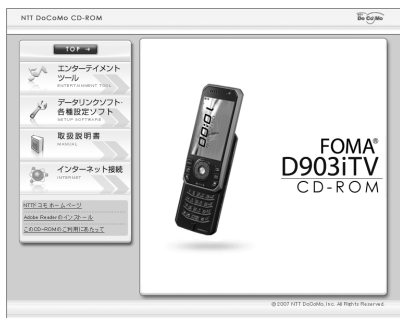 NTT DoCoMo CD-ROM
DoCoMo
TOP →
エンターテイメント
ツール
ENTERTAINMENT TOOL
データリンクソフト・
各種設定ソフト
SETUP SOFTWARE
取扱説明書
MANUAL
インターネット接続
INTERNET
NTTドコモ ホームページ
Adobe Readerのインストール
このCD-ROMのご利用にあたって
FOMA®
D903iTV
CD-ROM
© 2007 NTT DoCoMo, Inc. All Rights Reserved.